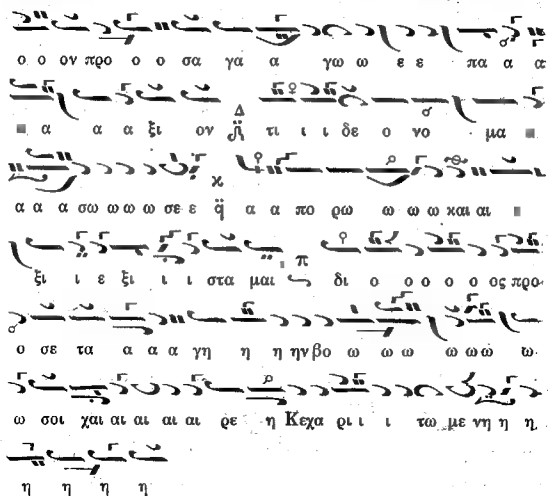 ο ο ον προ ο ο σα γα α γω ω ε ε πα α α
α α α ξι ον Δ τι ι ι δε ο νο μα
α α α σω ω ω ω σε ε κ q̈ α α πο ρω ω ω ω και αι
ξι ι ε ξι ι ι στα μαι π δι ο ο ο ο ο ος προ
ο σε τα α α α γη η η ην βο ω ω ω ω ω ω ω
ω σοι χαι αι αι αι αι ρε η Κεχα ρι ι ι τω με νη η η
η η η η